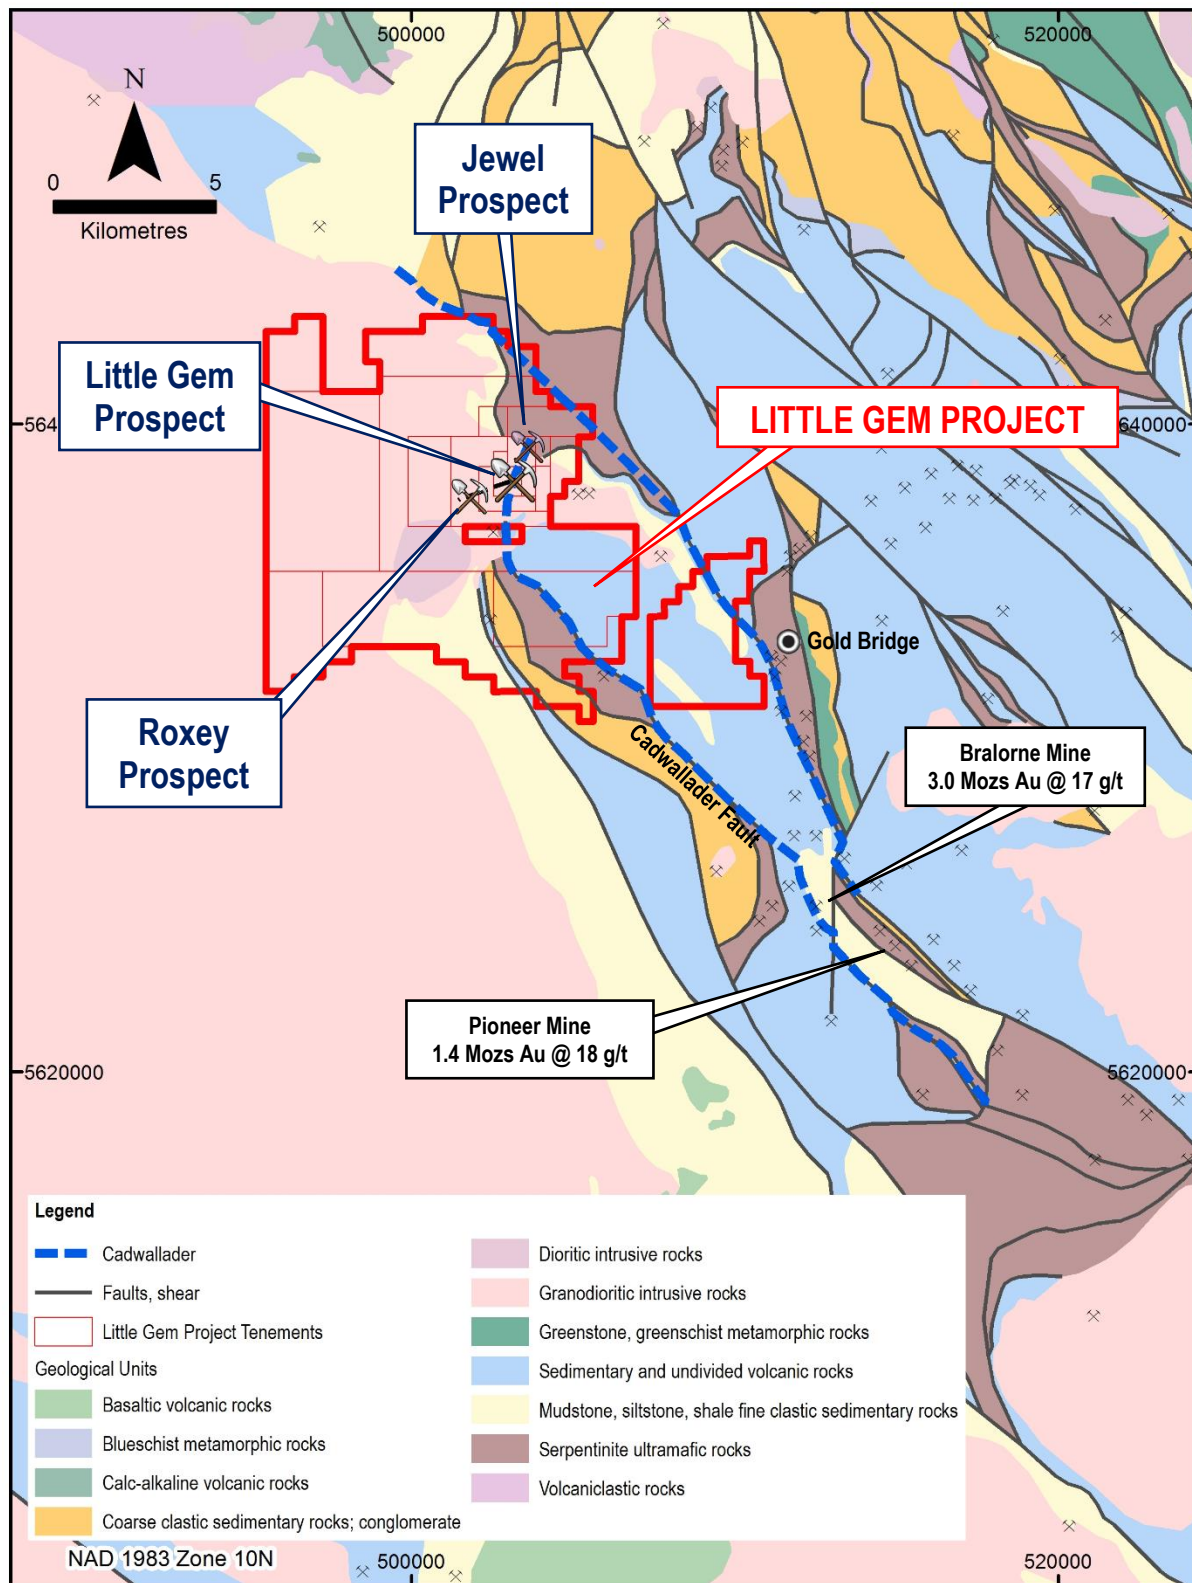 500000
520000
N
0
5
Kilometres
Jewel
Prospect
Little Gem
Prospect
564
LITTLE GEM PROJECT
640000
Gold Bridge
Roxey
Prospect
Cadwallader Fault
Bralorne Mine
3.0 Mozs Au @ 17 g/t
Pioneer Mine
1.4 Mozs Au @ 18 g/t
5620000
5620000
Legend
Cadwallader
Faults, shear
Little Gem Project Tenements
Geological Units
Basaltic volcanic rocks
Blueschist metamorphic rocks
Calc-alkaline volcanic rocks
Coarse clastic sedimentary rocks; conglomerate
Dioritic intrusive rocks
Granodioritic intrusive rocks
Greenstone, greenschist metamorphic rocks
Sedimentary and undivided volcanic rocks
Mudstone, siltstone, shale fine clastic sedimentary rocks
Serpentinite ultramafic rocks
Volcaniclastic rocks
NAD 1983 Zone 10N
500000
520000